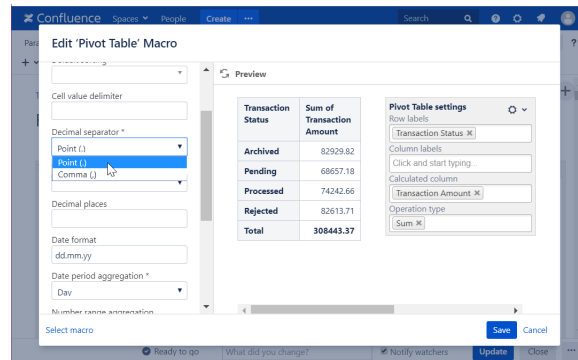 Confluence Spaces People Create ••• Search
Edit 'Pivot Table' Macro
Cell value delimiter
Decimal separator *
Point (.)
Point (.)
Comma (,)
Decimal places
Date format
dd.mm.yy
Date period aggregation *
Day
Number range aggregation
Select macro
Preview
Transaction Status Sum of Transaction Amount
Archived 82929.82
Pending 68657.18
Processed 74242.66
Rejected 82613.71
Total 308443.37
Pivot Table settings
Row labels
Transaction Status ×
Column labels
Click and start typing...
Calculated column
Transaction Amount ×
Operation type
Sum ×
Save Cancel
Ready to go What did you change? Notify watchers Update Close •••